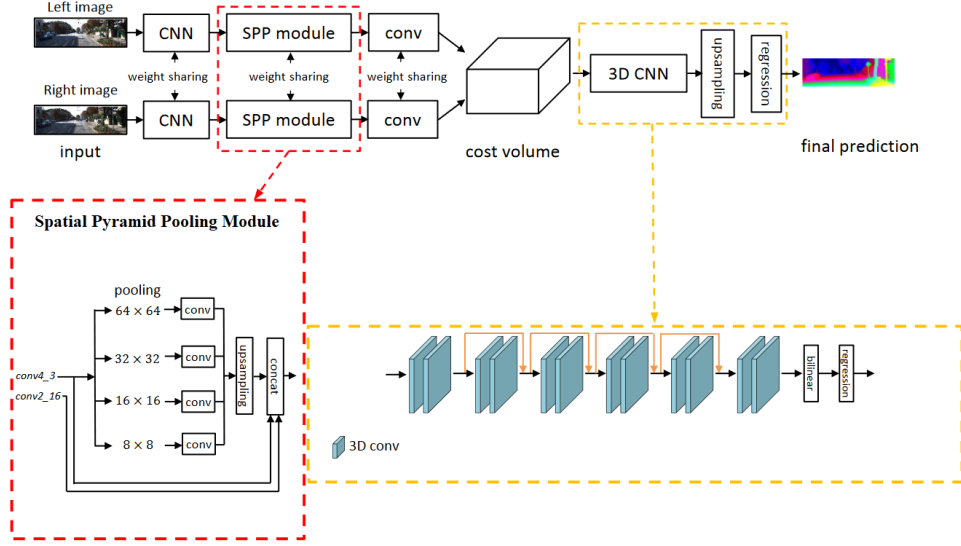 Left image
CNN
SPP module
conv
weight sharing
weight sharing
weight sharing
Right image
CNN
SPP module
conv
3D CNN
upsampling
regression
input
cost volume
final prediction
Spatial Pyramid Pooling Module
pooling
64 × 64
conv
32 × 32
conv
16 × 16
conv
8 × 8
conv
conv4_3
conv2_16
upsampling
concat
bilinear
regression
3D conv